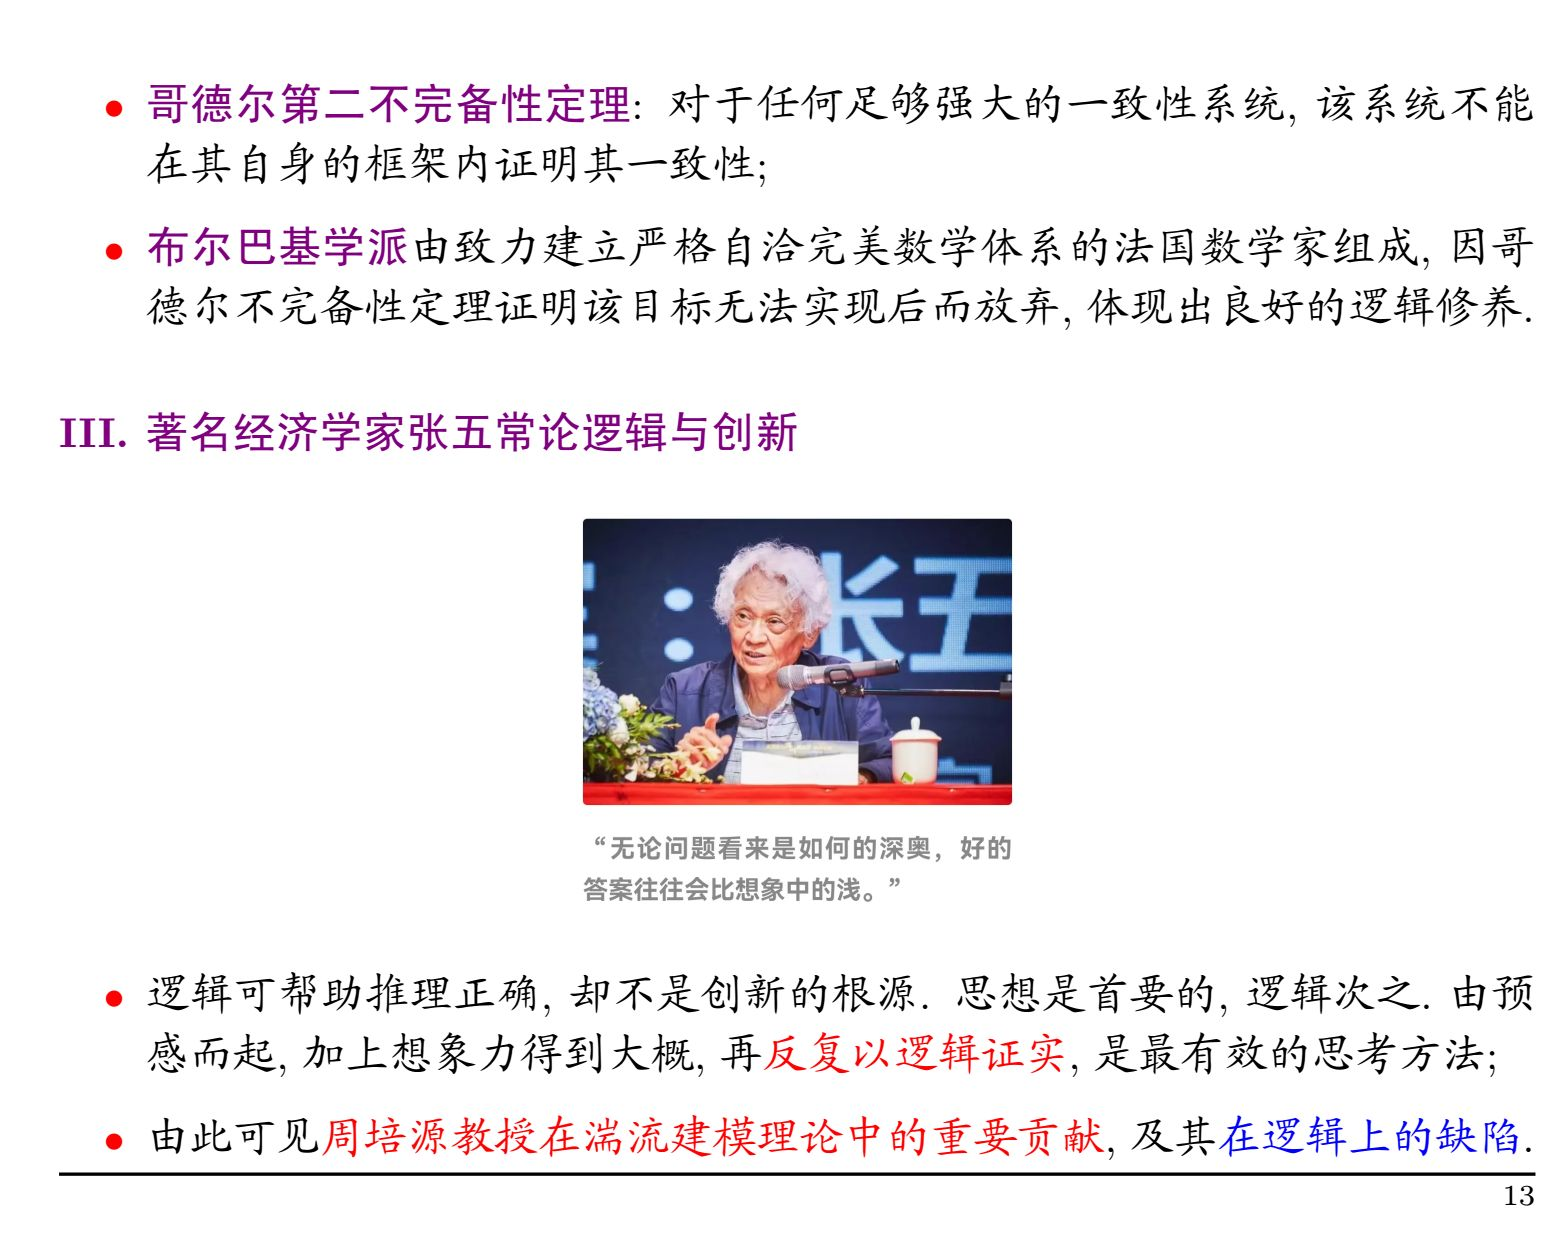 • 哥德尔第二不完备性定理: 对于任何足够强大的一致性系统, 该系统不能
在其自身的框架内证明其一致性;
• 布尔巴基学派由致力建立严格自洽完美数学体系的法国数学家组成, 因哥
德尔不完备性定理证明该目标无法实现后而放弃, 体现出良好的逻辑修养.
III. 著名经济学家张五常论逻辑与创新
：张五
“无论问题看来是如何的深奥，好的
答案往往会比想象中的浅。”
• 逻辑可帮助推理正确, 却不是创新的根源. 思想是首要的, 逻辑次之. 由预
感而起, 加上想象力得到大概, 再反复以逻辑证实, 是最有效的思考方法;
• 由此可见周培源教授在湍流建模理论中的重要贡献, 及其在逻辑上的缺陷.
13